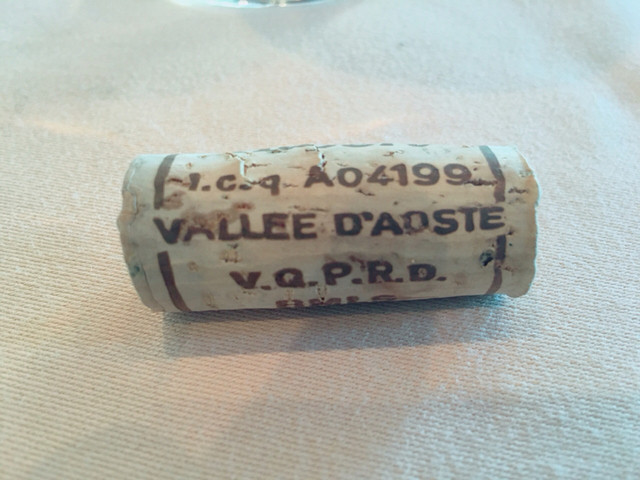 I.c.q A04199
VALLEE D'AOSTE
V.Q.P.R.D.